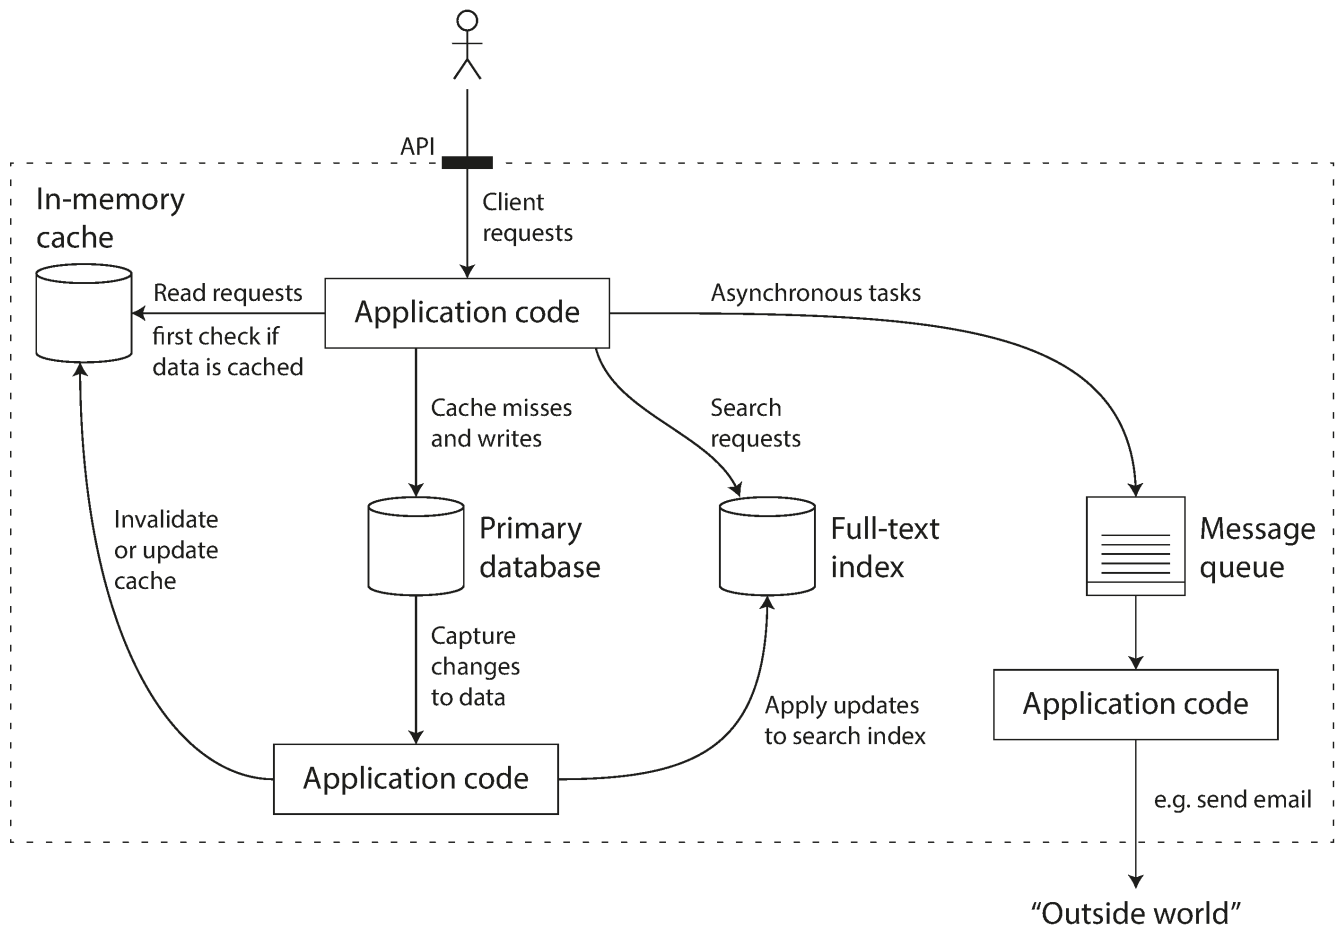 API
Client
requests
In-memory
cache
Read requests
first check if
data is cached
Application code
Asynchronous tasks
Cache misses
and writes
Search
requests
Invalidate
or update
cache
Primary
database
Full-text
index
Message
queue
Capture
changes
to data
Apply updates
to search index
Application code
Application code
e.g. send email
“Outside world”